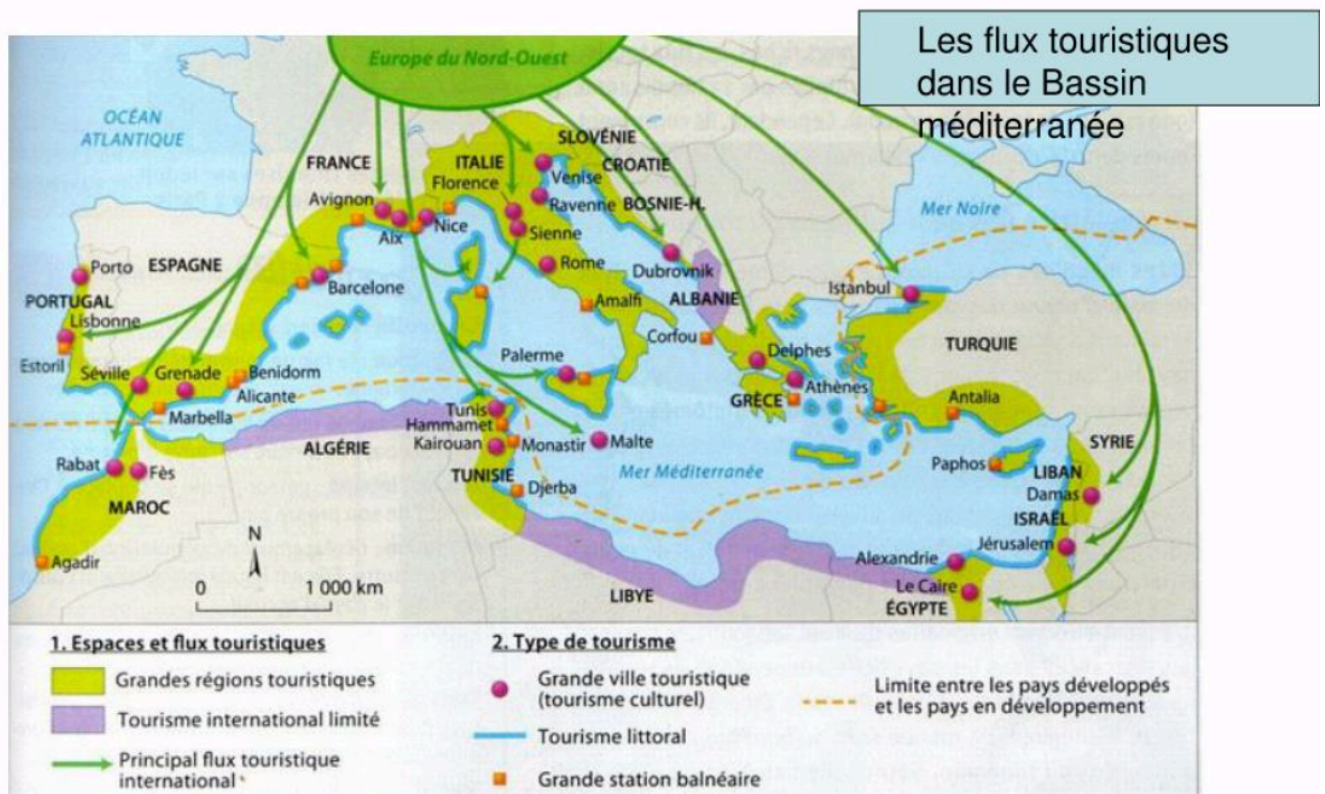 Les flux touristiques
dans le Bassin
méditerranée
Europe du Nord-Ouest
OCÉAN
ATLANTIQUE
SLOVÉNIE
FRANCE
ITALIE
CROATIE
Florence
Venise
Avignon
Ravenne
BOSNIE-H.
Mer Noire
Nice
Aix
Sienne
Porto
ESPAGNE
Rome
Dubrovnik
Barcelone
Istanbul
PORTUGAL
Amalfi
ALBANIE
Lisbonne
Corfou
TURQUIE
Estoril
Palerme
Delphes
Séville
Grenade
Benidorm
Athènes
Alicante
GRÈCE
Antalia
Marbella
Tunis
Hammamet
Malte
SYRIE
ALGÉRIE
Kairouan
Monastir
Rabat
Fès
Mer Méditerranée
Paphos
LIBAN
TUNISIE
Djerba
Damas
MAROC
ISRAËL
N
Jérusalem
Alexandrie
Agadir
Le Caire
0
1 000 km
LIBYE
ÉGYPTE
1. Espaces et flux touristiques
Grandes régions touristiques
Tourisme international limité
Principal flux touristique
international*
2. Type de tourisme
Grande ville touristique
(tourisme culturel)
Tourisme littoral
Grande station balnéaire
Limite entre les pays développés
et les pays en développement